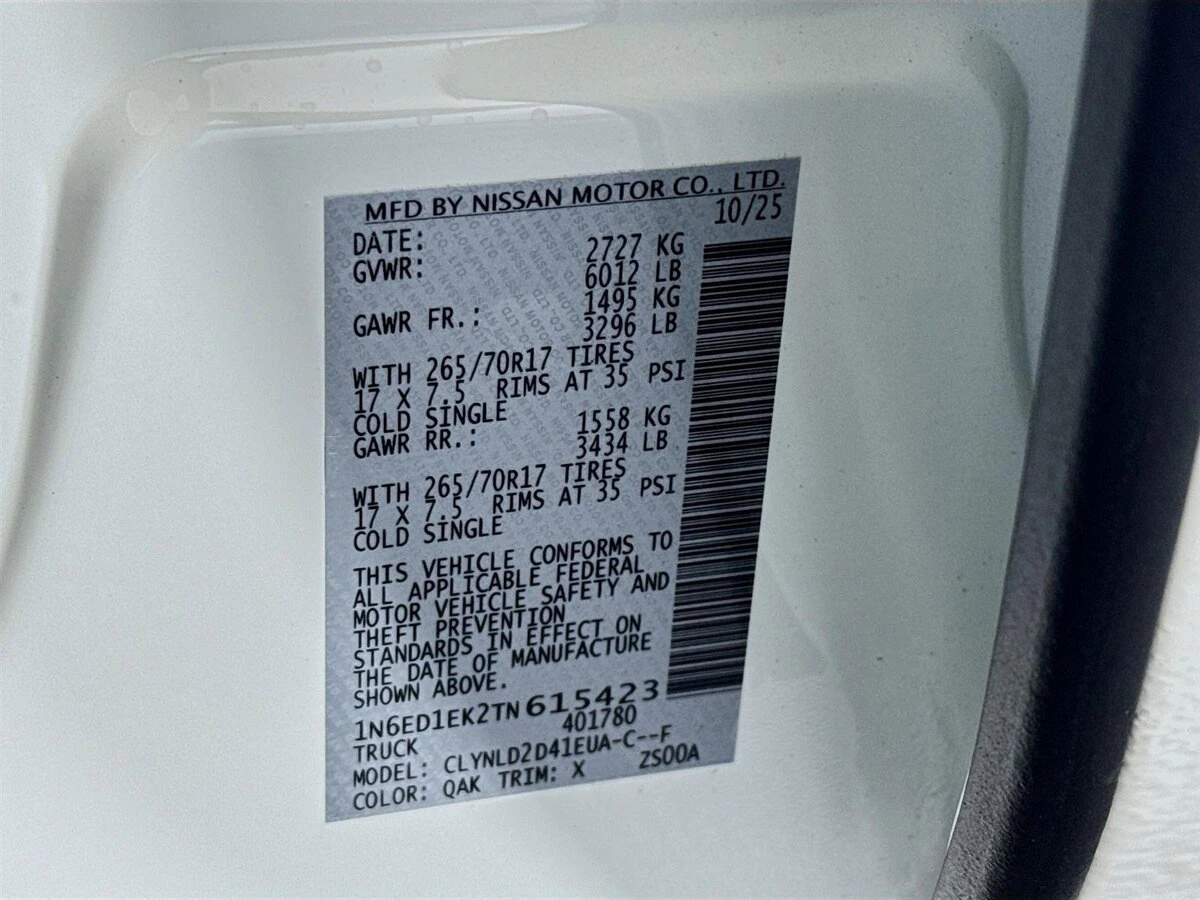 MFD BY NISSAN MOTOR CO., LTD.
DATE: 10/25
GVWR: 2727 KG
6012 LB
GAWR FR.: 1495 KG
3296 LB
WITH 265/70R17 TIRES
17 X 7.5 RIMS AT 35 PSI
COLD SINGLE
GAWR RR.: 1558 KG
3434 LB
WITH 265/70R17 TIRES
17 X 7.5 RIMS AT 35 PSI
COLD SINGLE
THIS VEHICLE CONFORMS TO
ALL APPLICABLE FEDERAL
MOTOR VEHICLE SAFETY AND
THEFT PREVENTION
STANDARDS IN EFFECT ON
THE DATE OF MANUFACTURE
SHOWN ABOVE.
1N6ED1EK2TN615423
TRUCK 401780
MODEL: CLYNLD2D41EUA-C--F
COLOR: QAK TRIM: X ZS00A